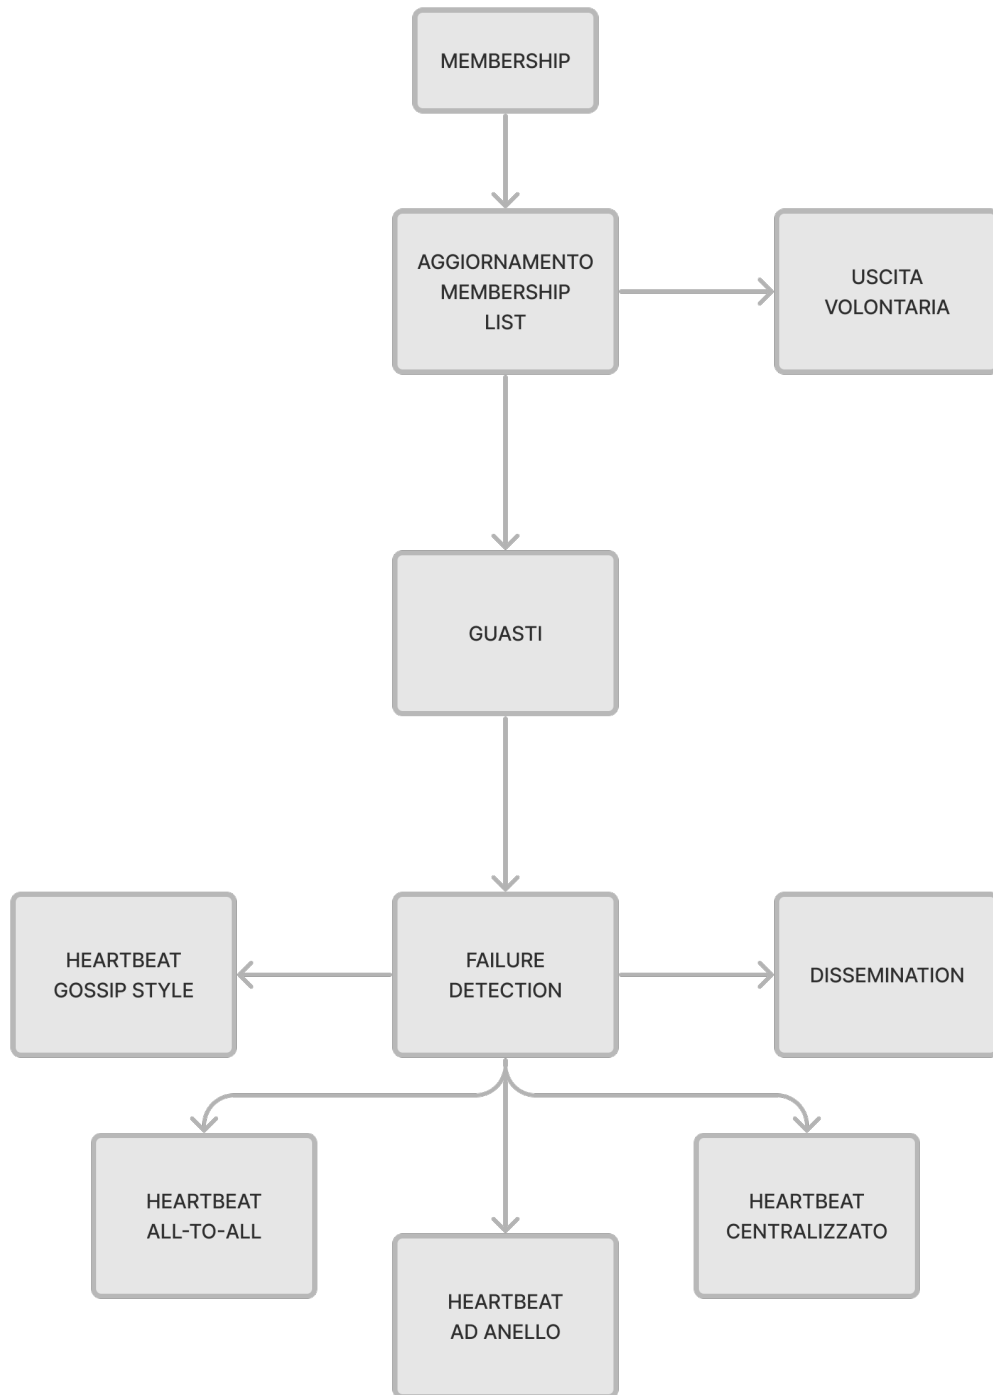 MEMBERSHIP
AGGIORNAMENTO
MEMBERSHIP
LIST
USCITA
VOLONTARIA
GUASTI
HEARTBEAT
GOSSIP STYLE
FAILURE
DETECTION
DISSEMINATION
HEARTBEAT
ALL-TO-ALL
HEARTBEAT
AD ANELLO
HEARTBEAT
CENTRALIZZATO